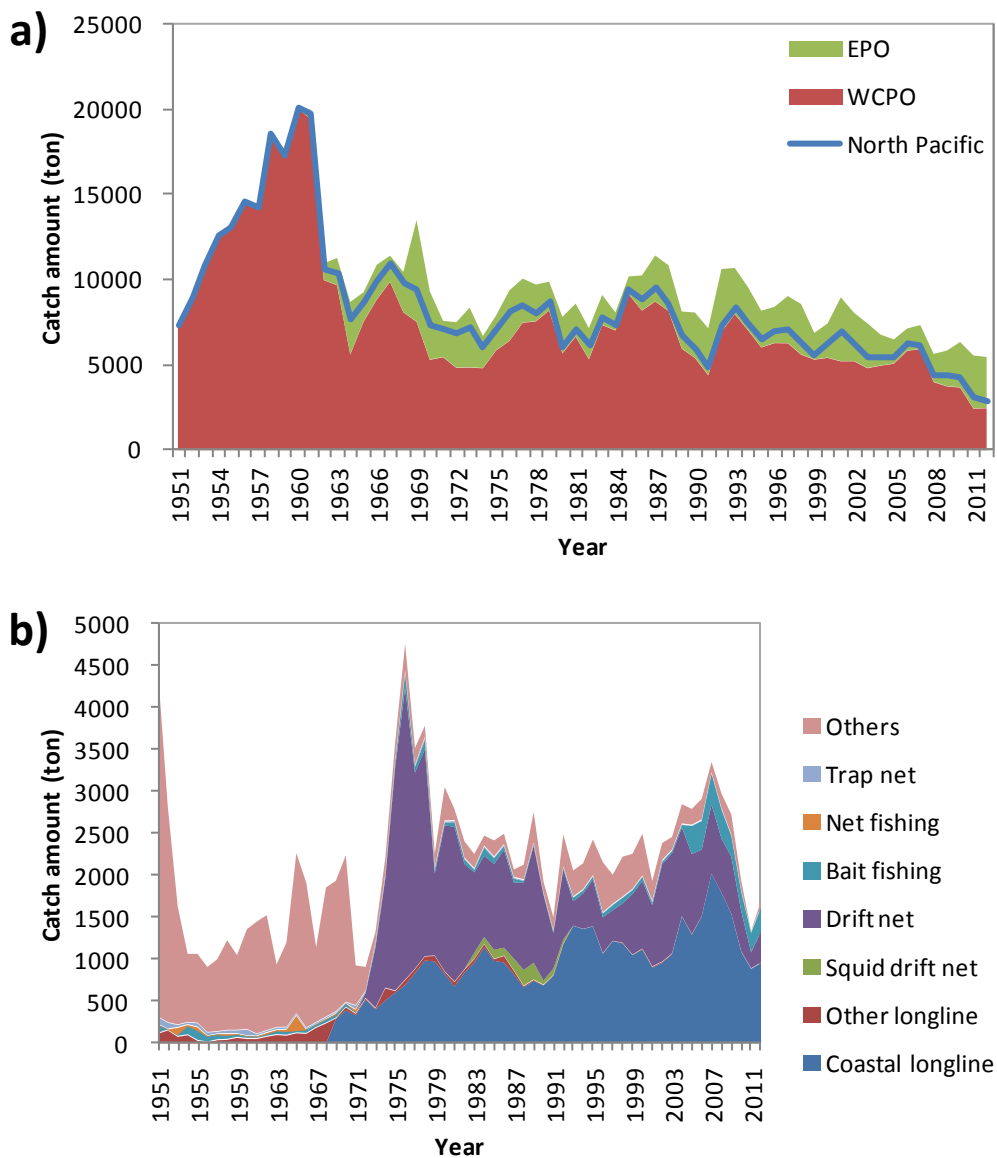 a)
25000
20000
15000
10000
5000
0
Catch amount (ton)
EPO
WCPO
North Pacific
1951 1954 1957 1960 1963 1966 1969 1972 1975 1978 1981 1984 1987 1990 1993 1996 1999 2002 2005 2008 2011
Year
b)
5000
4500
4000
3500
3000
2500
2000
1500
1000
500
0
Catch amount (ton)
Others
Trap net
Net fishing
Bait fishing
Drift net
Squid drift net
Other longline
Coastal longline
1951 1955 1959 1963 1967 1971 1975 1979 1983 1987 1991 1995 1999 2003 2007 2011
Year